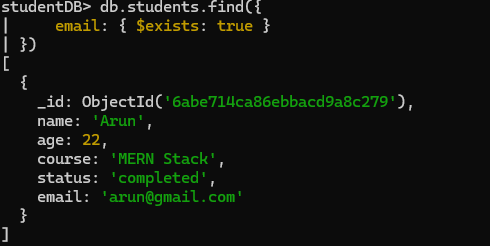 studentDB> db.students.find({
|     email: { $exists: true }
| })
[
  {
    _id: ObjectId('6abe714ca86ebbacd9a8c279'),
    name: 'Arun',
    age: 22,
    course: 'MERN Stack',
    status: 'completed',
    email: 'arun@gmail.com'
  }
]